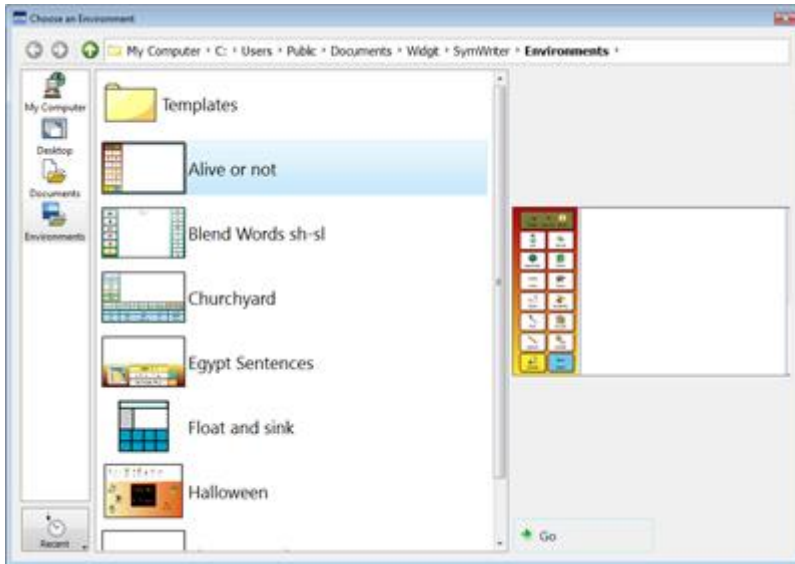 Choose an Environment
My Computer ‣ C: ‣ Users ‣ Public ‣ Documents ‣ Widgit ‣ SymWriter ‣ Environments ‣
My Computer
Desktop
Documents
Environments
Recent
Templates
Alive or not
Blend Words sh-sl
Churchyard
Egypt Sentences
Float and sink
Halloween
Go